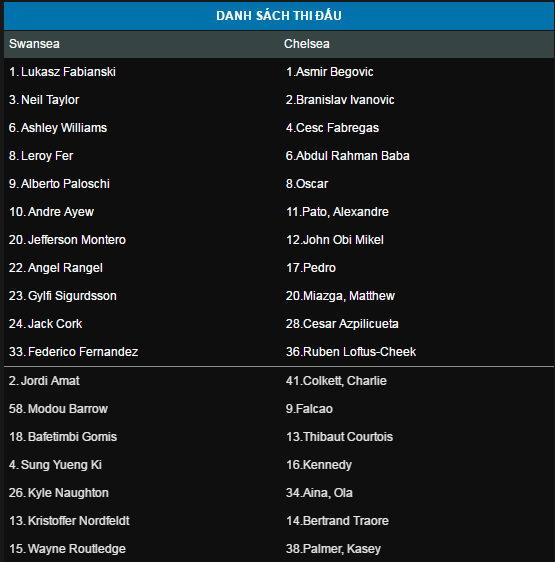 DANH SÁCH THI ĐẤU
Swansea Chelsea
1. Lukasz Fabianski 1.Asmir Begovic
3. Neil Taylor 2.Branislav Ivanovic
6. Ashley Williams 4.Cesc Fabregas
8. Leroy Fer 6.Abdul Rahman Baba
9. Alberto Paloschi 8.Oscar
10. Andre Ayew 11.Pato, Alexandre
20. Jefferson Montero 12.John Obi Mikel
22. Angel Rangel 17.Pedro
23. Gylfi Sigurdsson 20.Miazga, Matthew
24. Jack Cork 28.Cesar Azpilicueta
33. Federico Fernandez 36.Ruben Loftus-Cheek
2. Jordi Amat 41.Colkett, Charlie
58. Modou Barrow 9.Falcao
18. Bafetimbi Gomis 13.Thibaut Courtois
4. Sung Yueng Ki 16.Kennedy
26. Kyle Naughton 34.Aina, Ola
13. Kristoffer Nordfeldt 14.Bertrand Traore
15. Wayne Routledge 38.Palmer, Kasey